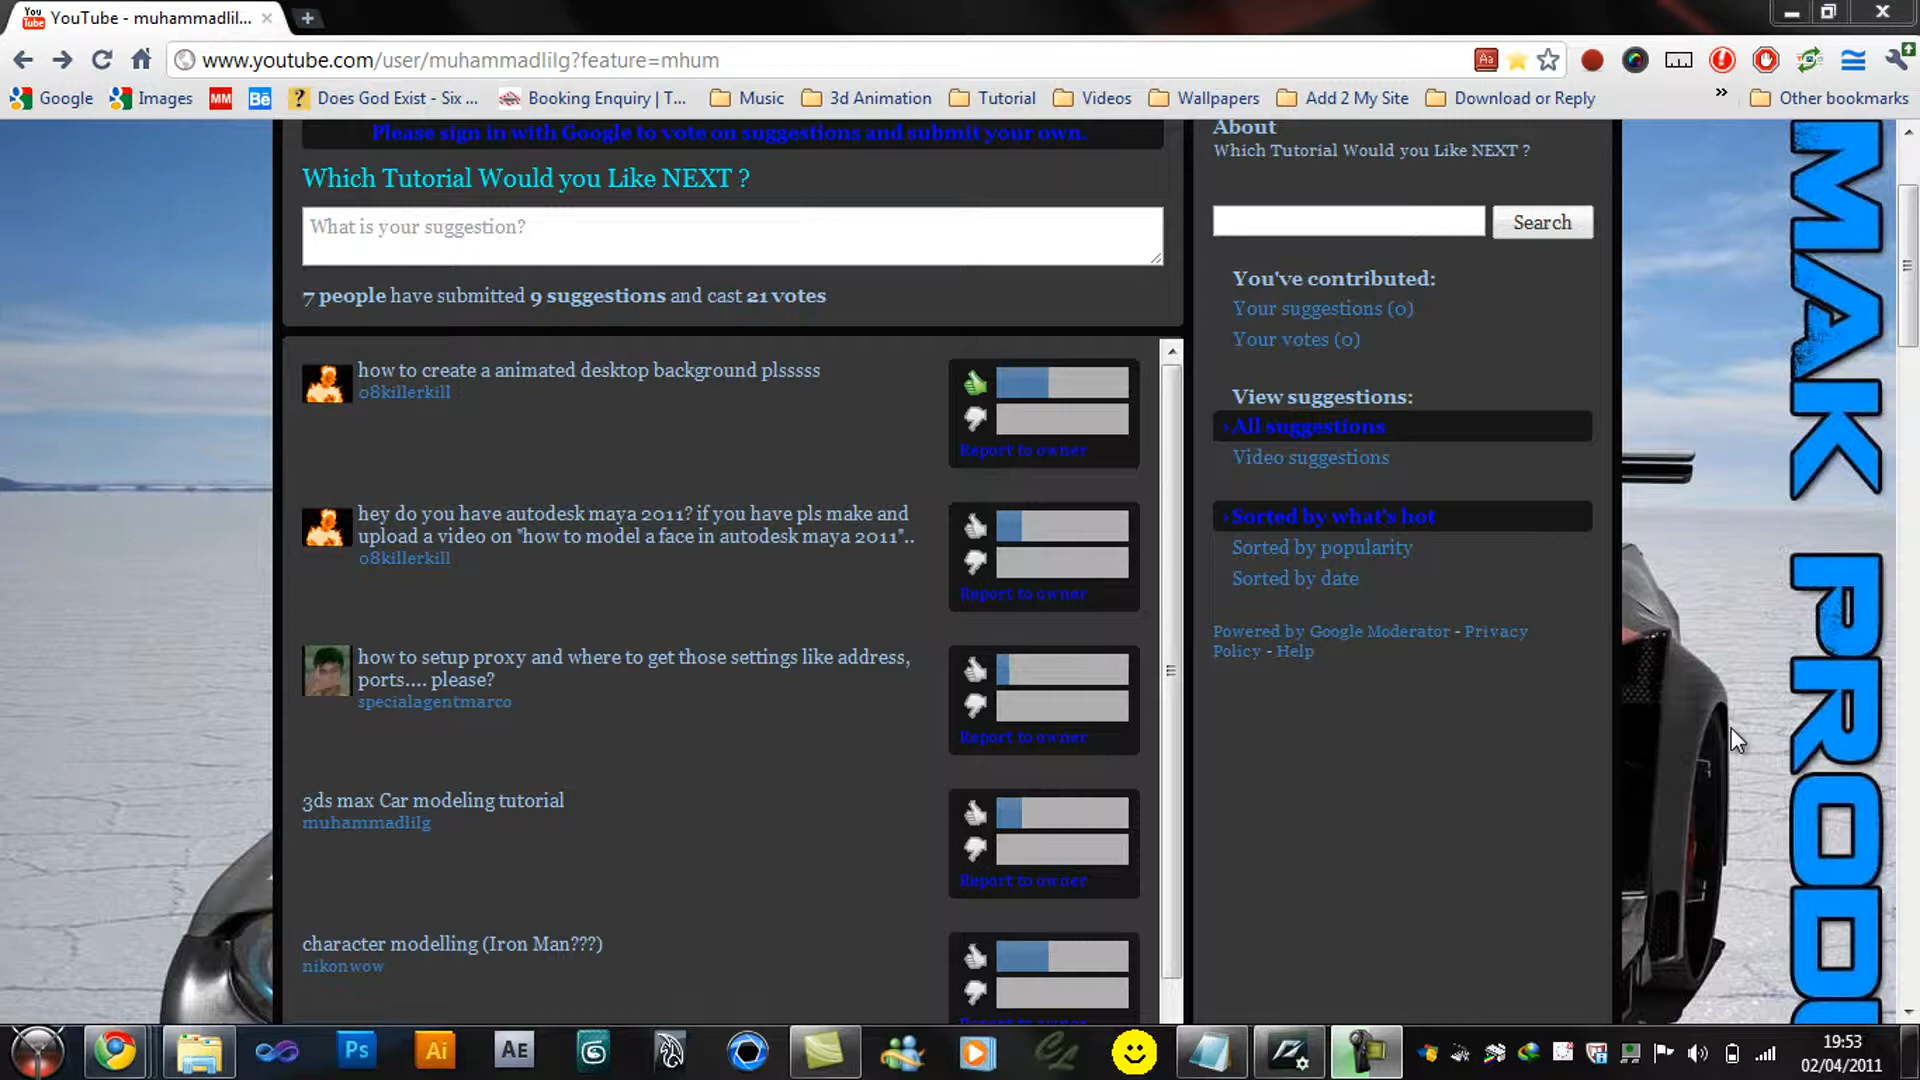 YouTube - muhammadlil...
www.youtube.com/user/muhammadlilg?feature=mhum
Google
Images
MM
Bē
Does God Exist - Six ...
Booking Enquiry | T...
Music
3d Animation
Tutorial
Videos
Wallpapers
Add 2 My Site
Download or Reply
»
Other bookmarks
Please sign in with Google to vote on suggestions and submit your own.
Which Tutorial Would you Like NEXT ?
What is your suggestion?
7 people have submitted 9 suggestions and cast 21 votes
how to create a animated desktop background plsssss
o8killerkill
Report to owner
hey do you have autodesk maya 2011? if you have pls make and
upload a video on "how to model a face in autodesk maya 2011"..
o8killerkill
Report to owner
how to setup proxy and where to get those settings like address,
ports.... please?
specialagentmarco
Report to owner
3ds max Car modeling tutorial
muhammadlilg
Report to owner
character modelling (Iron Man???)
nikonwow
About
Which Tutorial Would you Like NEXT ?
Search
You've contributed:
Your suggestions (0)
Your votes (0)
View suggestions:
› All suggestions
Video suggestions
› Sorted by what's hot
Sorted by popularity
Sorted by date
Powered by Google Moderator - Privacy
Policy - Help
MAK PRODU
Ps
Ai
AE
19:53
02/04/2011